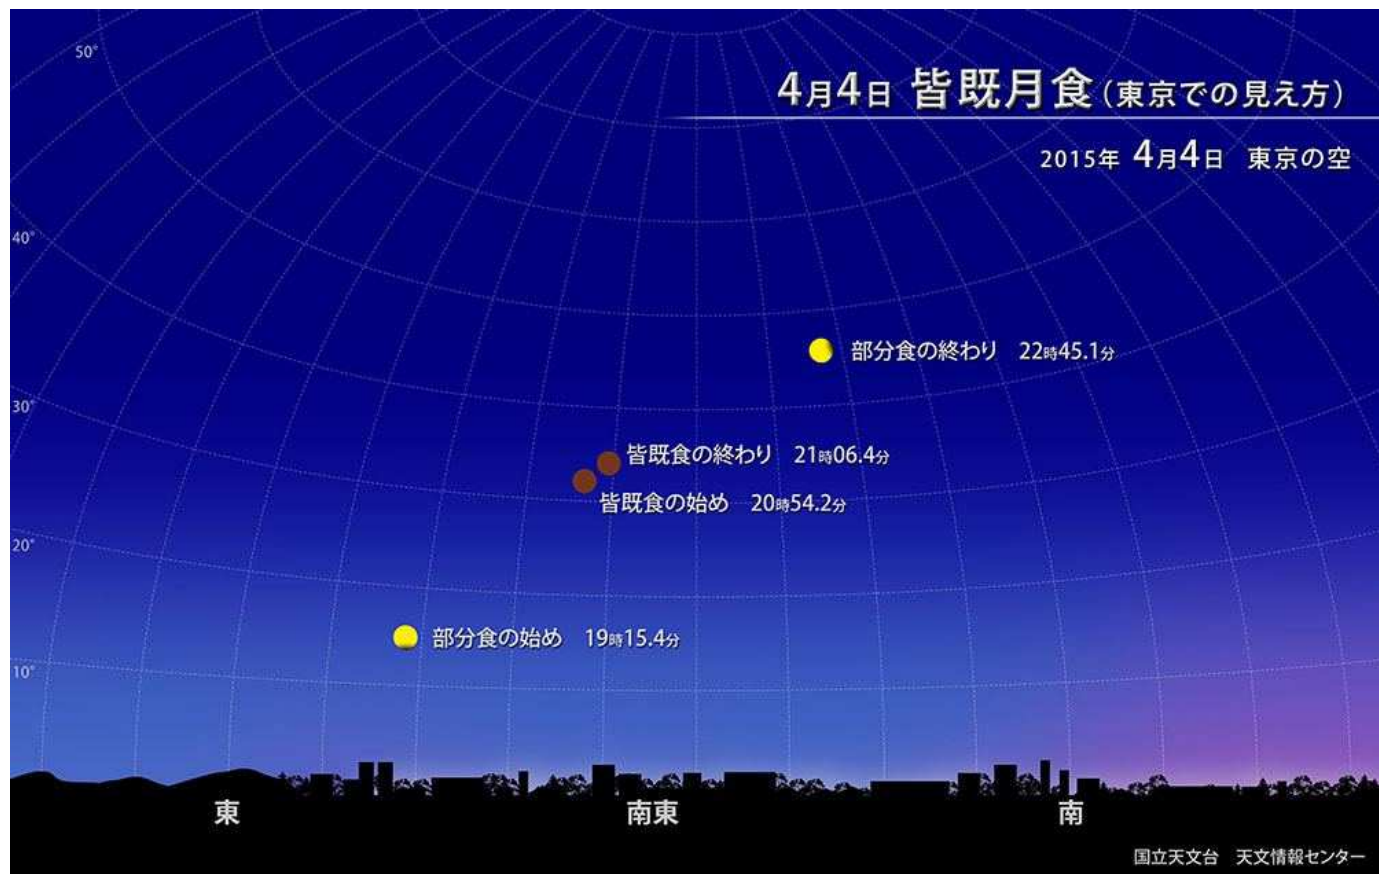 50°
4月4日 皆既月食（東京での見え方）
2015年 4月4日 東京の空
40°
部分食の終わり 22時45.1分
30°
皆既食の終わり 21時06.4分
皆既食の始め 20時54.2分
20°
部分食の始め 19時15.4分
10°
東 南東 南
国立天文台 天文情報センター